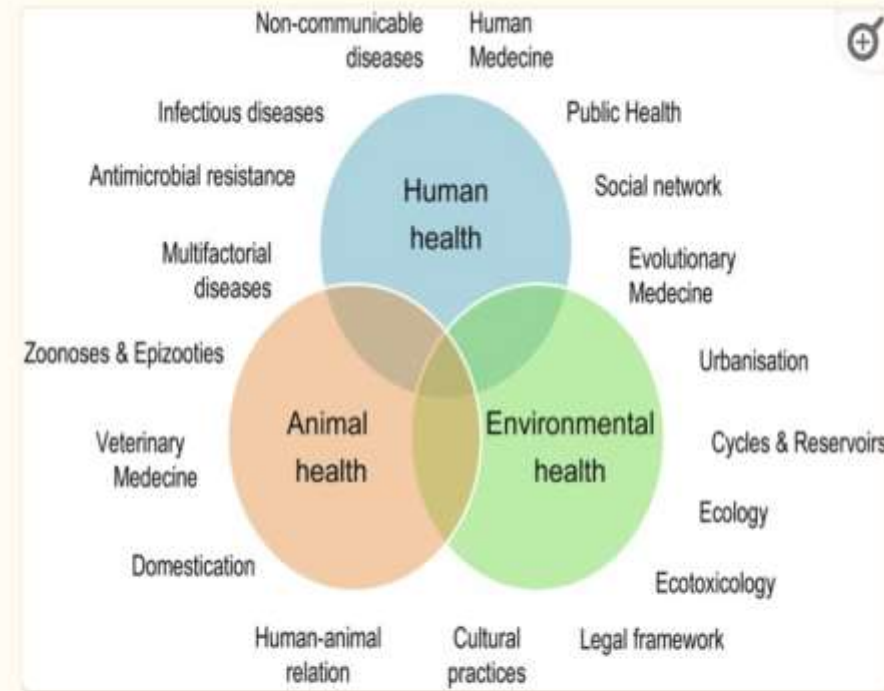 Non-communicable
diseases
Human
Medecine
Infectious diseases
Public Health
Antimicrobial resistance
Social network
Human
health
Multifactorial
diseases
Evolutionary
Medecine
Zoonoses & Epizooties
Urbanisation
Animal
health
Environmental
health
Veterinary
Medecine
Cycles & Reservoirs
Ecology
Domestication
Ecotoxicology
Human-animal
relation
Cultural
practices
Legal framework